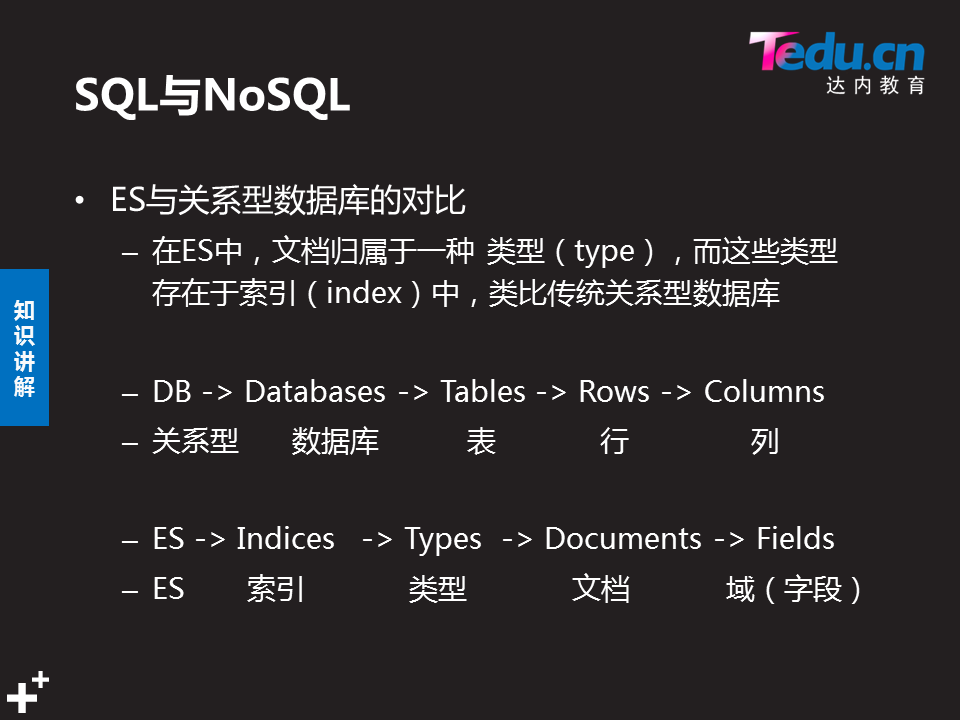 Tedu.cn
达内教育
SQL与NoSQL
• ES与关系型数据库的对比
– 在ES中，文档归属于一种 类型（type），而这些类型
存在于索引（index）中，类比传统关系型数据库
知识讲解
– DB -> Databases -> Tables -> Rows -> Columns
– 关系型 数据库 表 行 列
– ES -> Indices -> Types -> Documents -> Fields
– ES 索引 类型 文档 域（字段）